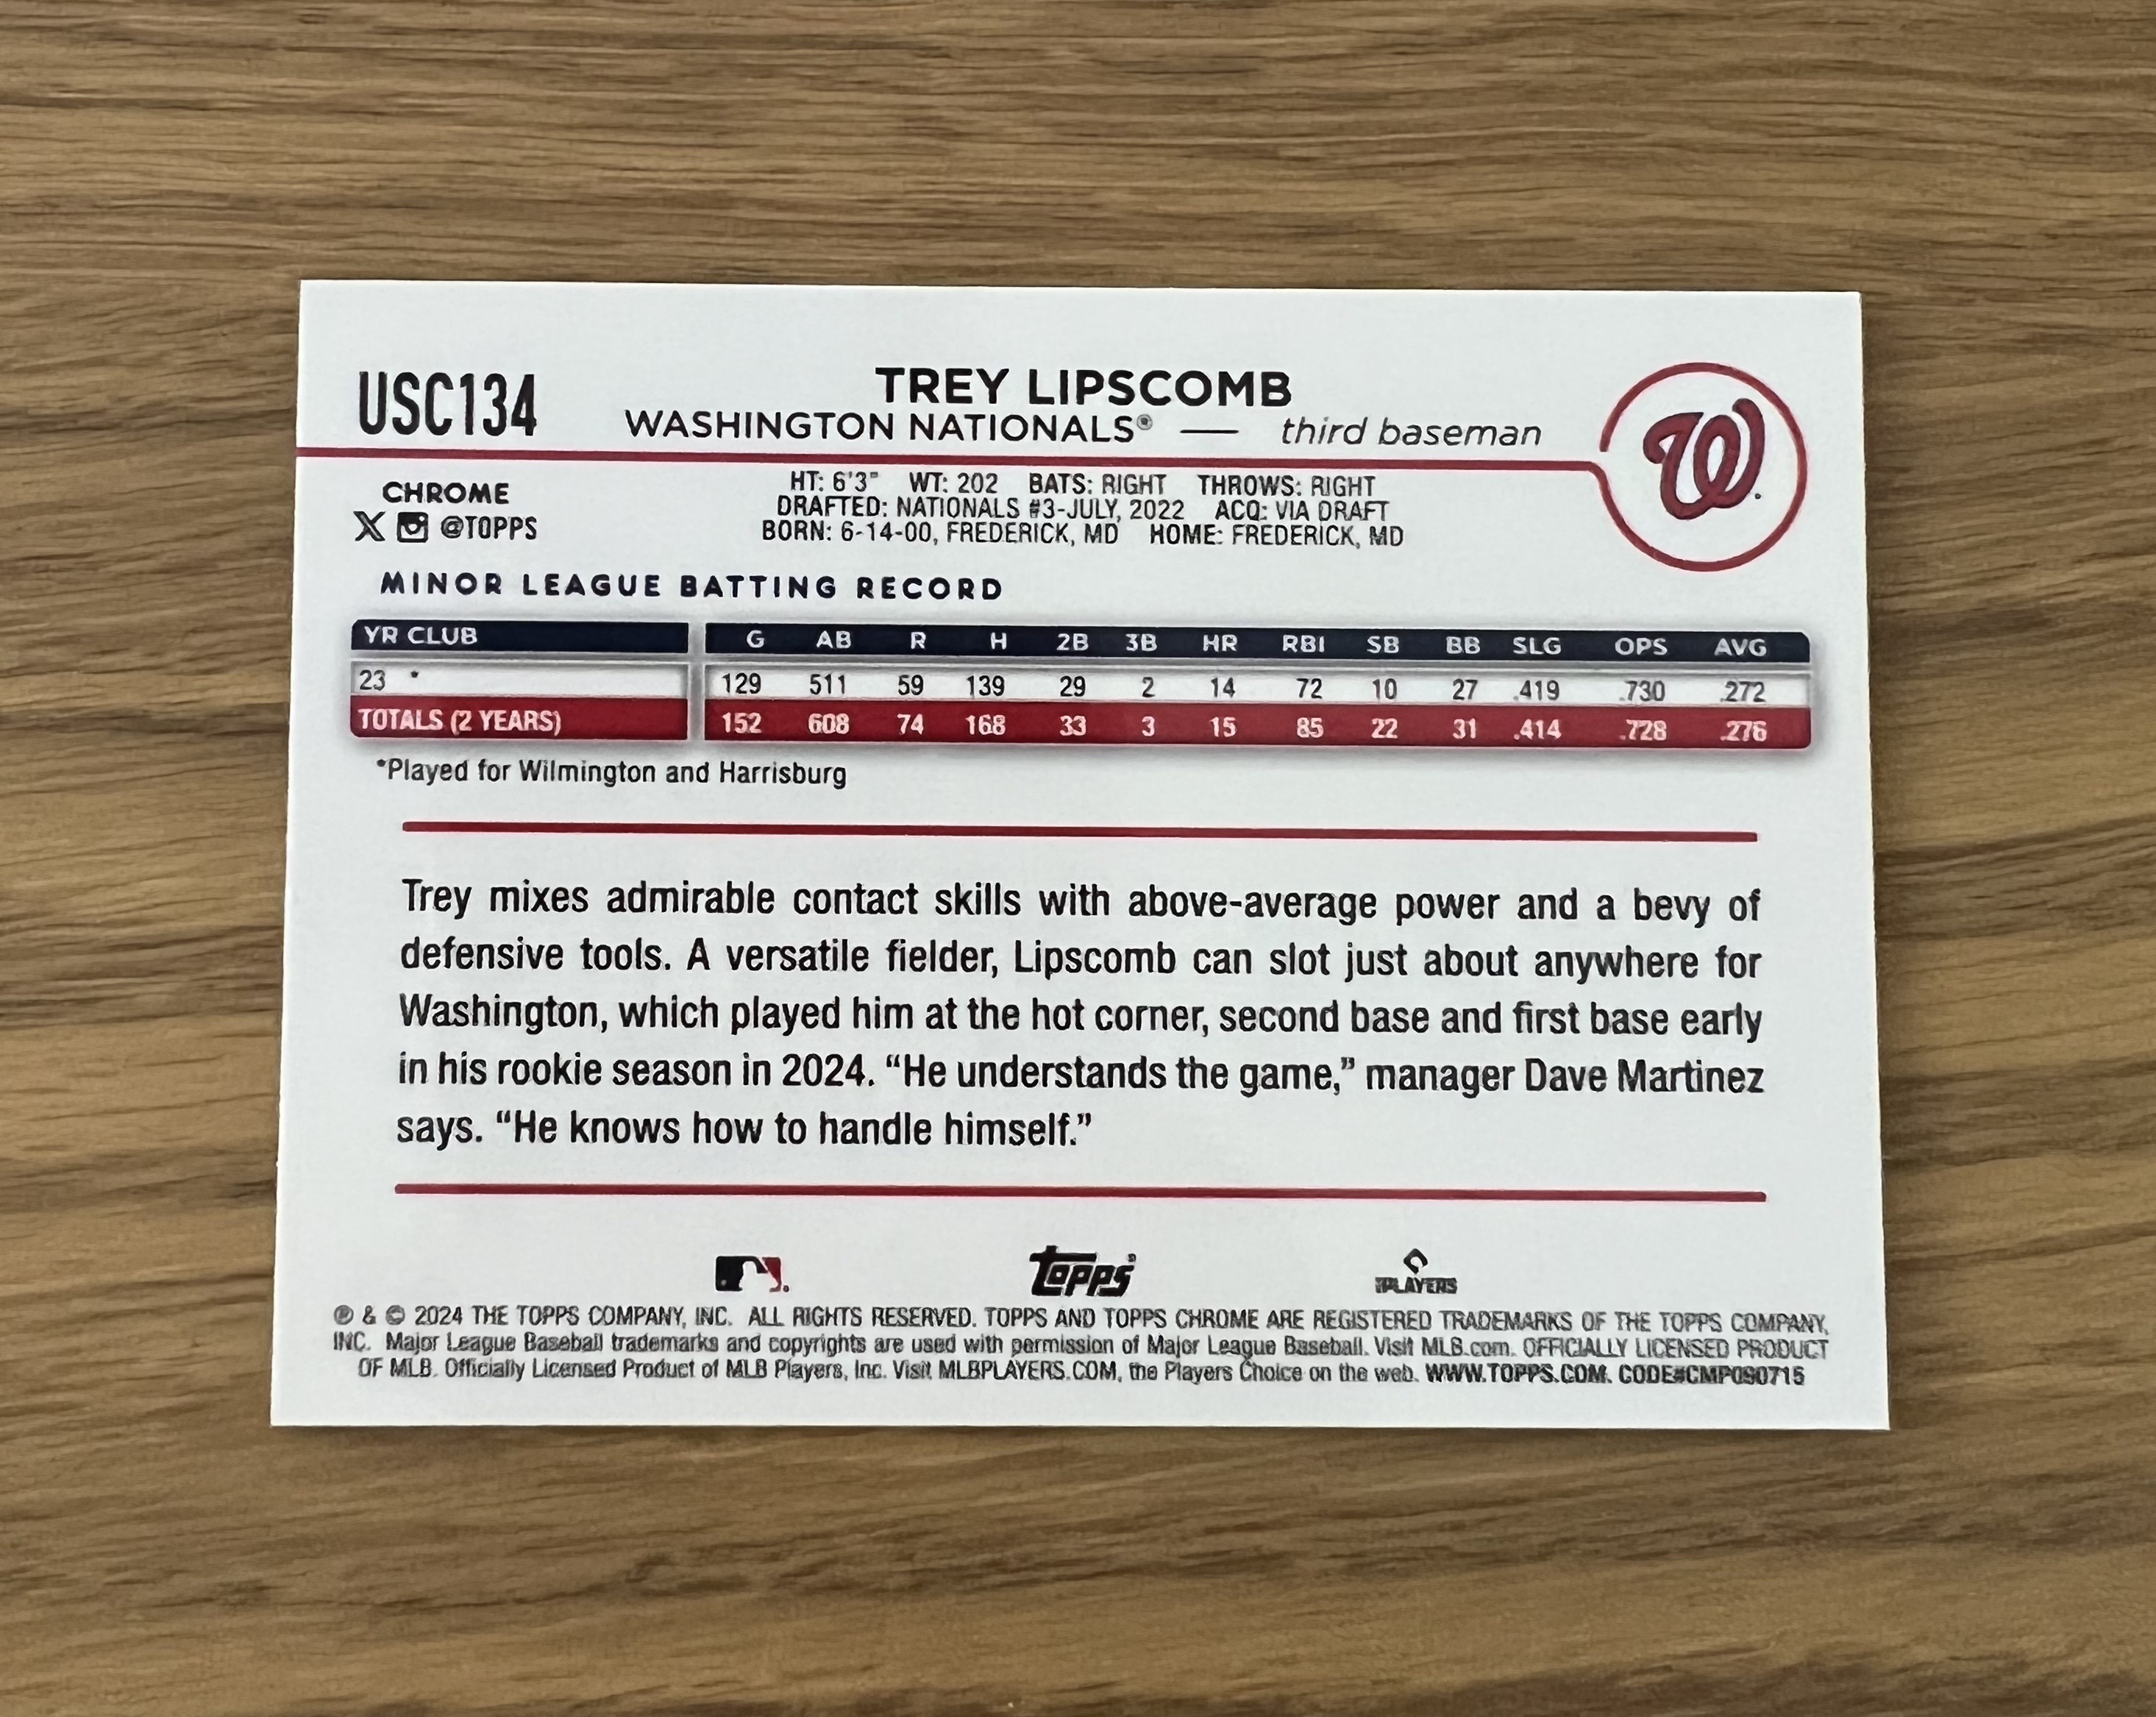 USC134
TREY LIPSCOMB
WASHINGTON NATIONALS® — third baseman
W
CHROME
X @TOPPS
HT: 6'3" WT: 202 BATS: RIGHT THROWS: RIGHT
DRAFTED: NATIONALS #3-JULY, 2022 ACQ: VIA DRAFT
BORN: 6-14-00, FREDERICK, MD HOME: FREDERICK, MD
MINOR LEAGUE BATTING RECORD
YR CLUB G AB R H 2B 3B HR RBI SB BB SLG OPS AVG
23 * 129 511 59 139 29 2 14 72 10 27 .419 .730 .272
TOTALS (2 YEARS) 152 608 74 168 33 3 15 85 22 31 .414 .728 .276
*Played for Wilmington and Harrisburg
Trey mixes admirable contact skills with above-average power and a bevy of
defensive tools. A versatile fielder, Lipscomb can slot just about anywhere for
Washington, which played him at the hot corner, second base and first base early
in his rookie season in 2024. “He understands the game,” manager Dave Martinez
says. “He knows how to handle himself.”
topps PLAYERS
® & © 2024 THE TOPPS COMPANY, INC. ALL RIGHTS RESERVED. TOPPS AND TOPPS CHROME ARE REGISTERED TRADEMARKS OF THE TOPPS COMPANY,
INC. Major League Baseball trademarks and copyrights are used with permission of Major League Baseball. Visit MLB.com. OFFICIALLY LICENSED PRODUCT
OF MLB. Officially Licensed Product of MLB Players, Inc. Visit MLBPLAYERS.COM, the Players Choice on the web. WWW.TOPPS.COM. CODE#CMP090715